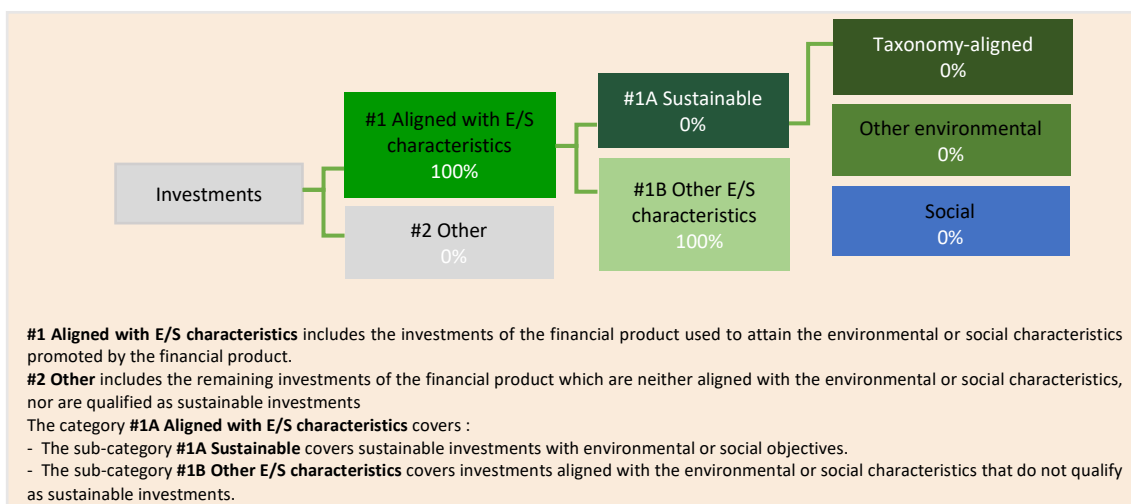 Investments
#1 Aligned with E/S
characteristics
100%
#2 Other
0%
#1A Sustainable
0%
#1B Other E/S
characteristics
100%
Taxonomy-aligned
0%
Other environmental
0%
Social
0%
#1 Aligned with E/S characteristics includes the investments of the financial product used to attain the environmental or social characteristics
promoted by the financial product.
#2 Other includes the remaining investments of the financial product which are neither aligned with the environmental or social characteristics,
nor are qualified as sustainable investments
The category #1A Aligned with E/S characteristics covers :
- The sub-category #1A Sustainable covers sustainable investments with environmental or social objectives.
- The sub-category #1B Other E/S characteristics covers investments aligned with the environmental or social characteristics that do not qualify
as sustainable investments.